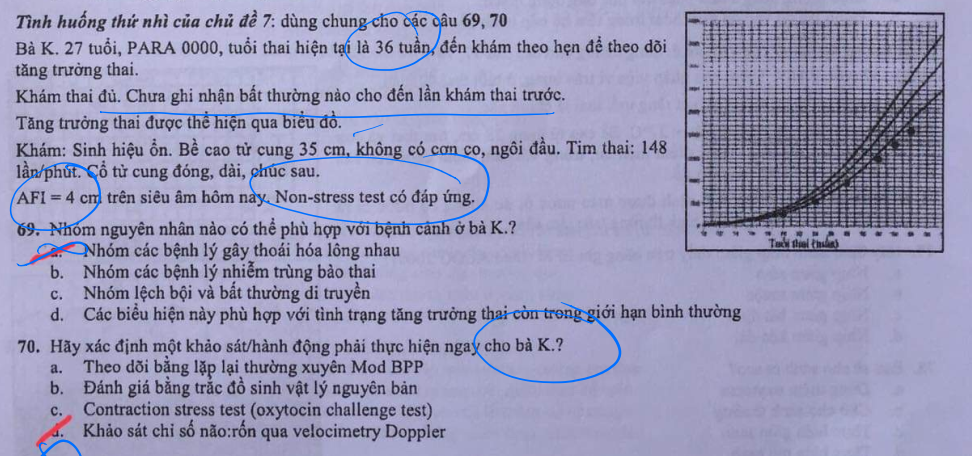 Tình huống thứ nhì của chủ đề 7: dùng chung cho các câu 69, 70
Bà K. 27 tuổi, PARA 0000, tuổi thai hiện tại là 36 tuần, đến khám theo hẹn để theo dõi
tăng trưởng thai.
Khám thai đủ. Chưa ghi nhận bất thường nào cho đến lần khám thai trước.
Tăng trưởng thai được thể hiện qua biểu đồ.
Khám: Sinh hiệu ổn. Bề cao tử cung 35 cm, không có cơn co, ngôi đầu. Tim thai: 148
lần/phút. Cổ tử cung đóng, dài, chúc sau.
AFI = 4 cm trên siêu âm hôm nay. Non-stress test có đáp ứng.
Tuổi thai (tuần)
69. Nhóm nguyên nhân nào có thể phù hợp với bệnh cảnh ở bà K.?
a. Nhóm các bệnh lý gây thoái hóa lông nhau
b. Nhóm các bệnh lý nhiễm trùng bào thai
c. Nhóm lệch bội và bất thường di truyền
d. Các biểu hiện này phù hợp với tình trạng tăng trưởng thai còn trong giới hạn bình thường
70. Hãy xác định một khảo sát/hành động phải thực hiện ngay cho bà K.?
a. Theo dõi bằng lặp lại thường xuyên Mod BPP
b. Đánh giá bằng trắc đồ sinh vật lý nguyên bản
c. Contraction stress test (oxytocin challenge test)
d. Khảo sát chỉ số não:rốn qua velocimetry Doppler